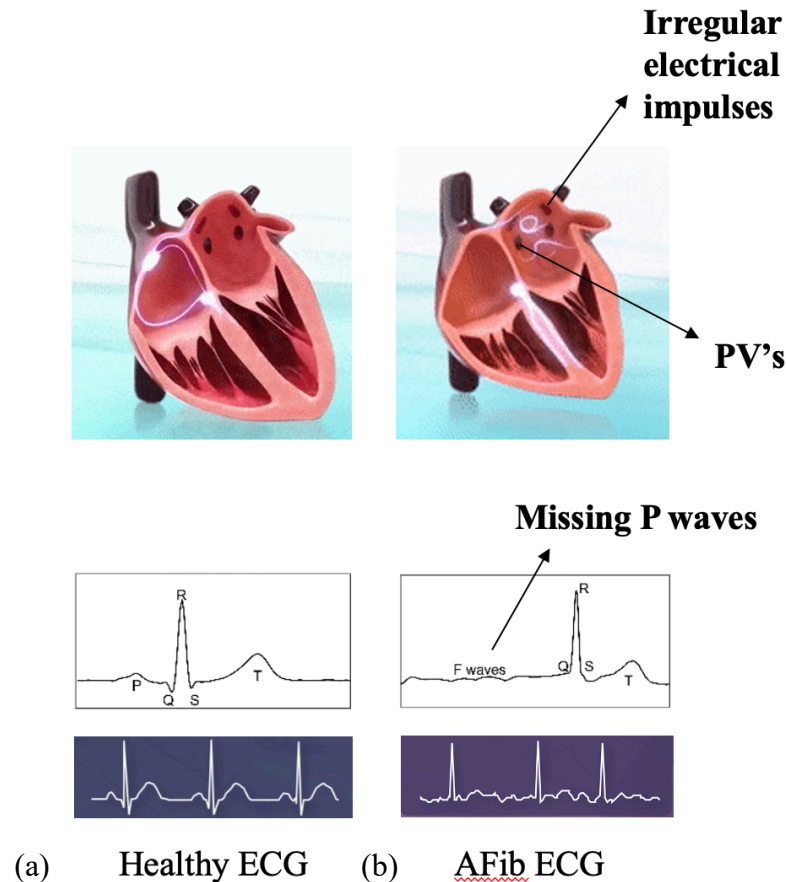 Irregular
electrical
impulses
PV’s
Missing P waves
R
P
Q
S
T
R
F waves
Q
S
T
(a) Healthy ECG (b) AFib ECG